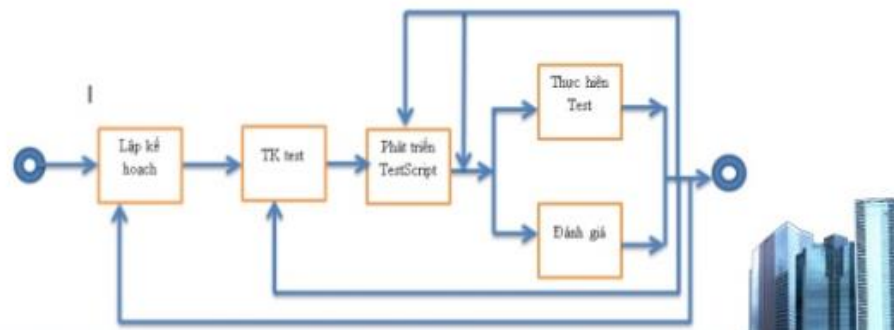 Lập kế
hoạch
TK test
Phát triển
TestScript
Thực hiện
Test
Đánh giá